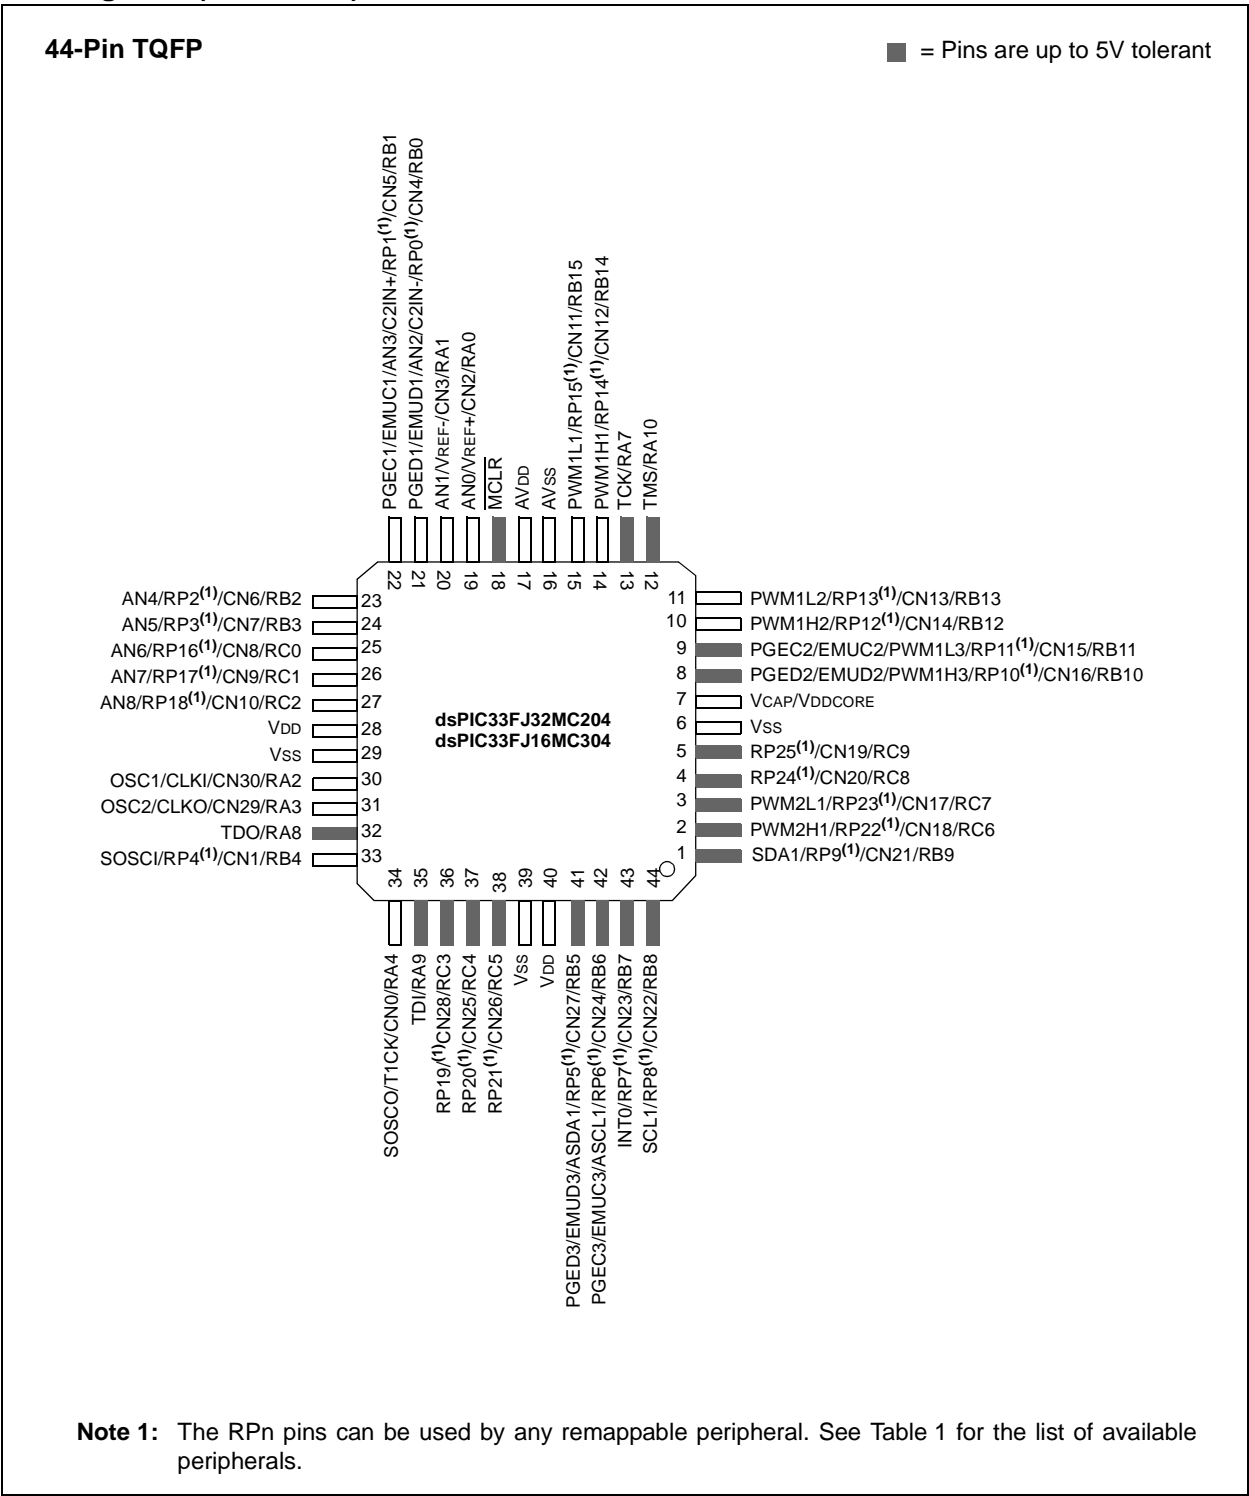 44-Pin TQFP
= Pins are up to 5V tolerant
PGEC1/EMUC1/AN3/C2IN+/RP1(1)/CN5/RB1
PGED1/EMUD1/AN2/C2IN-/RP0(1)/CN4/RB0
AN1/VREF-/CN3/RA1
AN0/VREF+/CN2/RA0
MCLR
AVDD
AVSS
PWM1L1/RP15(1)/CN11/RB15
PWM1H1/RP14(1)/CN12/RB14
TCK/RA7
TMS/RA10
22 21 20 19 18 17 16 15 14 13 12
AN4/RP2(1)/CN6/RB2 23
AN5/RP3(1)/CN7/RB3 24
AN6/RP16(1)/CN8/RC0 25
AN7/RP17(1)/CN9/RC1 26
AN8/RP18(1)/CN10/RC2 27
VDD 28
VSS 29
OSC1/CLKI/CN30/RA2 30
OSC2/CLKO/CN29/RA3 31
TDO/RA8 32
SOSCI/RP4(1)/CN1/RB4 33
dsPIC33FJ32MC204
dsPIC33FJ16MC304
11 PWM1L2/RP13(1)/CN13/RB13
10 PWM1H2/RP12(1)/CN14/RB12
9 PGEC2/EMUC2/PWM1L3/RP11(1)/CN15/RB11
8 PGED2/EMUD2/PWM1H3/RP10(1)/CN16/RB10
7 VCAP/VDDCORE
6 VSS
5 RP25(1)/CN19/RC9
4 RP24(1)/CN20/RC8
3 PWM2L1/RP23(1)/CN17/RC7
2 PWM2H1/RP22(1)/CN18/RC6
1 SDA1/RP9(1)/CN21/RB9
34 35 36 37 38 39 40 41 42 43 44
SOSCO/T1CK/CN0/RA4
TDI/RA9
RP19/(1)CN28/RC3
RP20(1)/CN25/RC4
RP21(1)/CN26/RC5
VSS
VDD
PGED3/EMUD3/ASDA1/RP5(1)/CN27/RB5
PGEC3/EMUC3/ASCL1/RP6(1)/CN24/RB6
INT0/RP7(1)/CN23/RB7
SCL1/RP8(1)/CN22/RB8
Note 1: The RPn pins can be used by any remappable peripheral. See Table 1 for the list of available
peripherals.